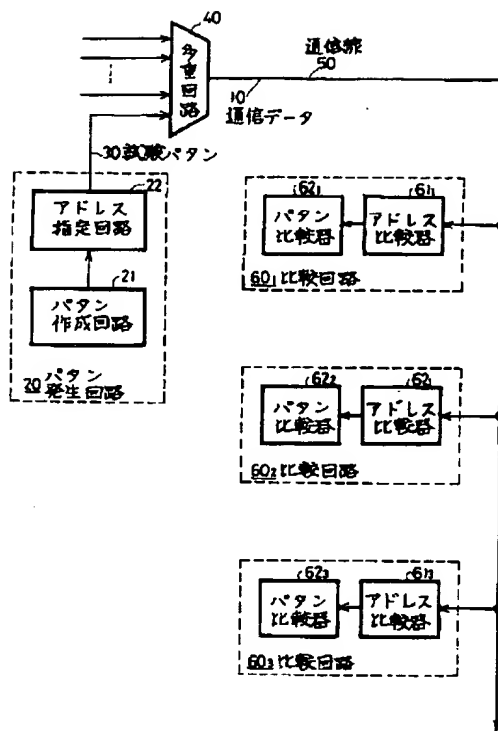 40
多重回路
通信路
50
10
通信データ
30試験パタン
22
アドレス
指定回路
21
パタン
作成回路
20パタン
発生回路
62₁
パタン
比較器
61₁
アドレス
比較器
60₁比較回路
62₂
パタン
比較器
62₁
アドレス
比較器
60₂比較回路
62₃
パタン
比較器
61₃
アドレス
比較器
60₃比較回路